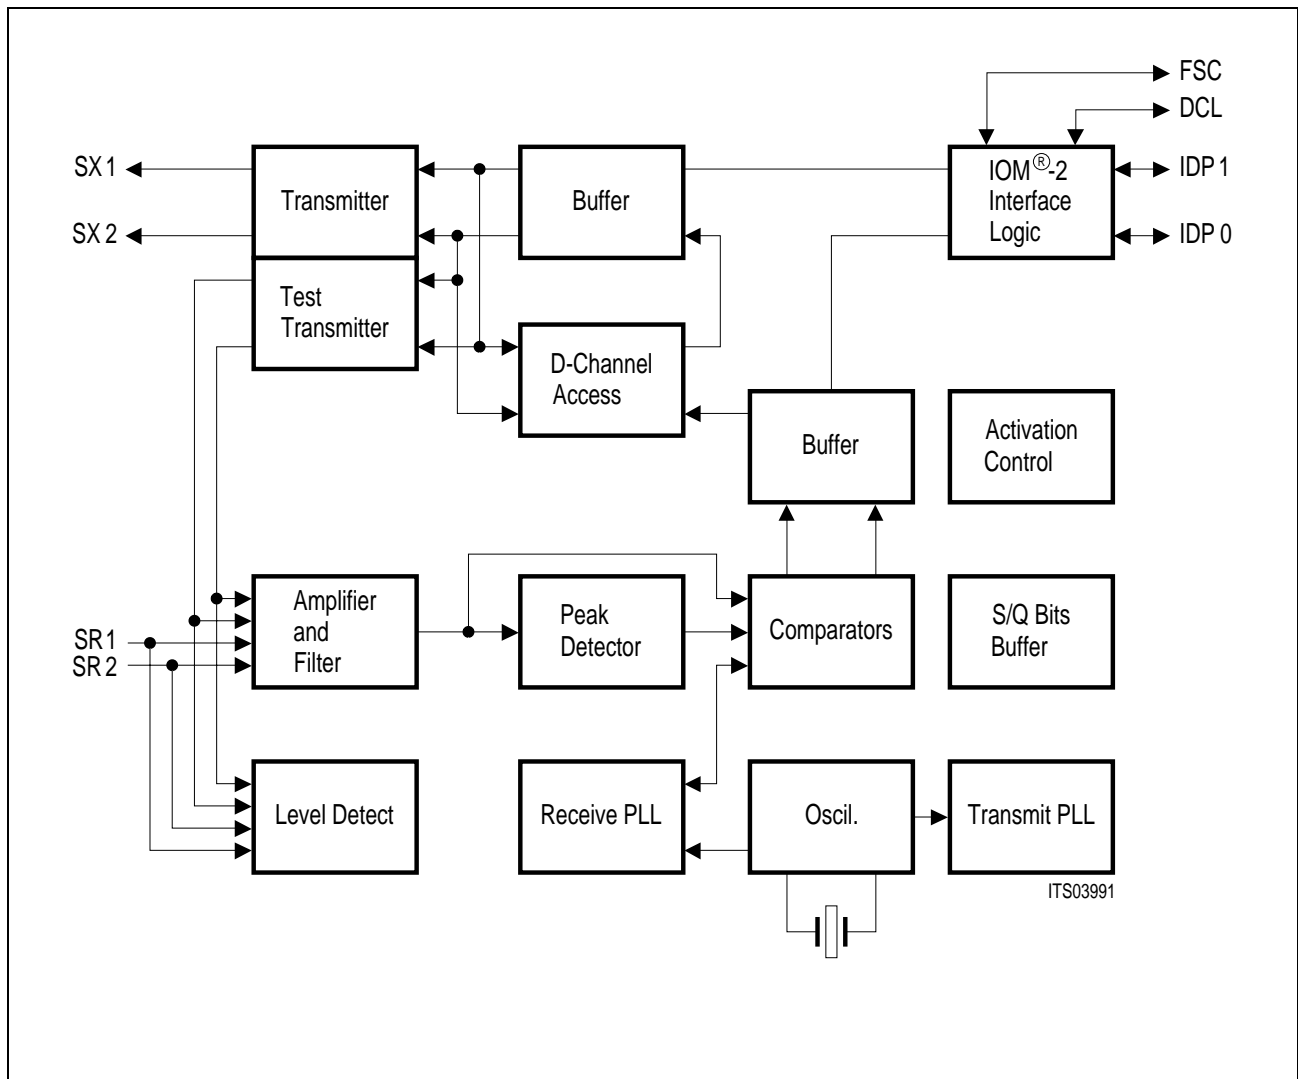 FSC
DCL
SX 1
SX 2
Transmitter
Buffer
IOM®-2
Interface
Logic
IDP 1
IDP 0
Test
Transmitter
D-Channel
Access
Buffer
Activation
Control
SR 1
SR 2
Amplifier
and
Filter
Peak
Detector
Comparators
S/Q Bits
Buffer
Level Detect
Receive PLL
Oscil.
Transmit PLL
ITS03991